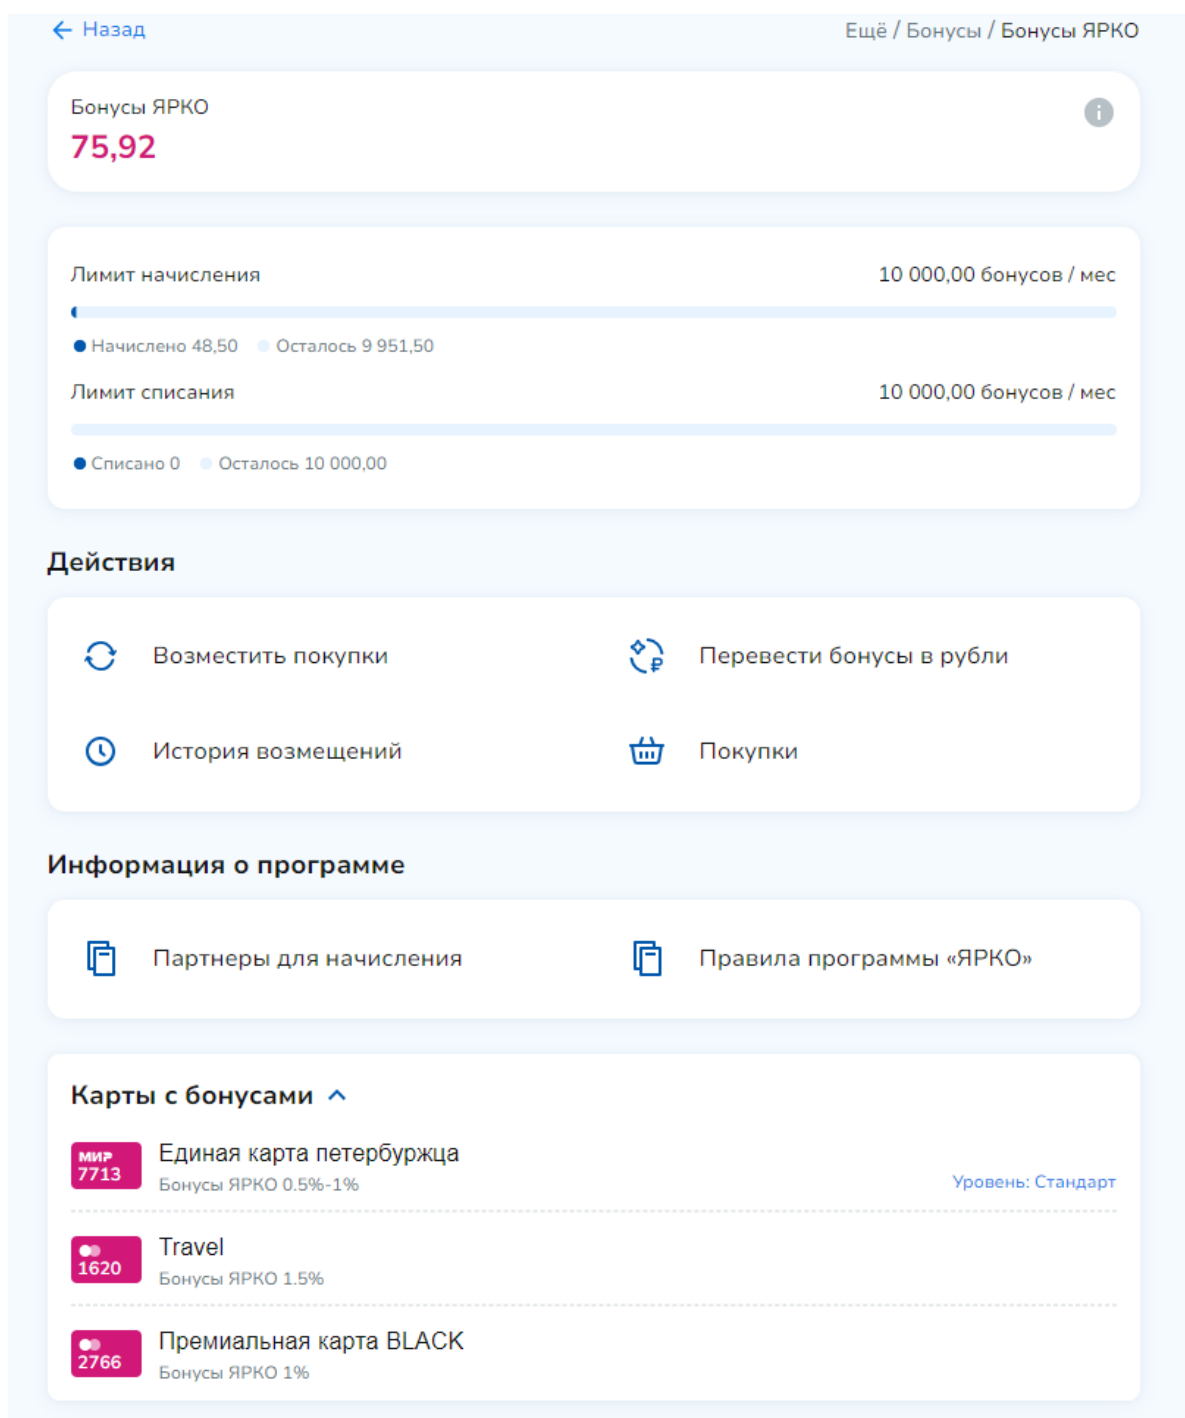 Назад
Ещё / Бонусы / Бонусы ЯРКО
Бонусы ЯРКО
75,92
Лимит начисления
10 000,00 бонусов / мес
Начислено 48,50 Осталось 9 951,50
Лимит списания
10 000,00 бонусов / мес
Списано 0 Осталось 10 000,00
Действия
Возместить покупки
Перевести бонусы в рубли
История возмещений
Покупки
Информация о программе
Партнеры для начисления
Правила программы «ЯРКО»
Карты с бонусами
МИР
7713
Единая карта петербуржца
Бонусы ЯРКО 0.5%-1%
Уровень: Стандарт
1620
Travel
Бонусы ЯРКО 1.5%
2766
Премиальная карта BLACK
Бонусы ЯРКО 1%